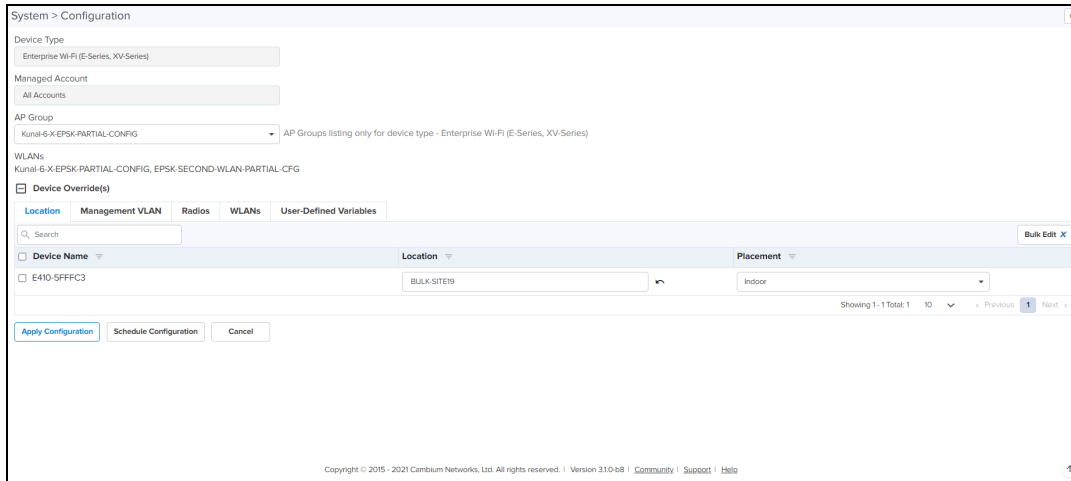 System > Configuration
Device Type
Enterprise Wi-Fi (E-Series, XV-Series)
Managed Account
All Accounts
AP Group
Kunal-6-X-EPSK-PARTIAL-CONFIG AP Groups listing only for device type - Enterprise Wi-Fi (E-Series, XV-Series)
WLANs
Kunal-6-X-EPSK-PARTIAL-CONFIG, EPSK-SECOND-WLAN-PARTIAL-CFG
Device Override(s)
Location Management VLAN Radios WLANs User-Defined Variables
Search Bulk Edit
Device Name Location Placement
E410-5FFFC3 BULK-SITE19 Indoor
Showing 1 - 1 Total: 1 10 < Previous 1 Next >
Apply Configuration Schedule Configuration Cancel
Copyright © 2015 - 2021 Cambium Networks, Ltd. All rights reserved. | Version 3.1.0-b8 | Community | Support | Help